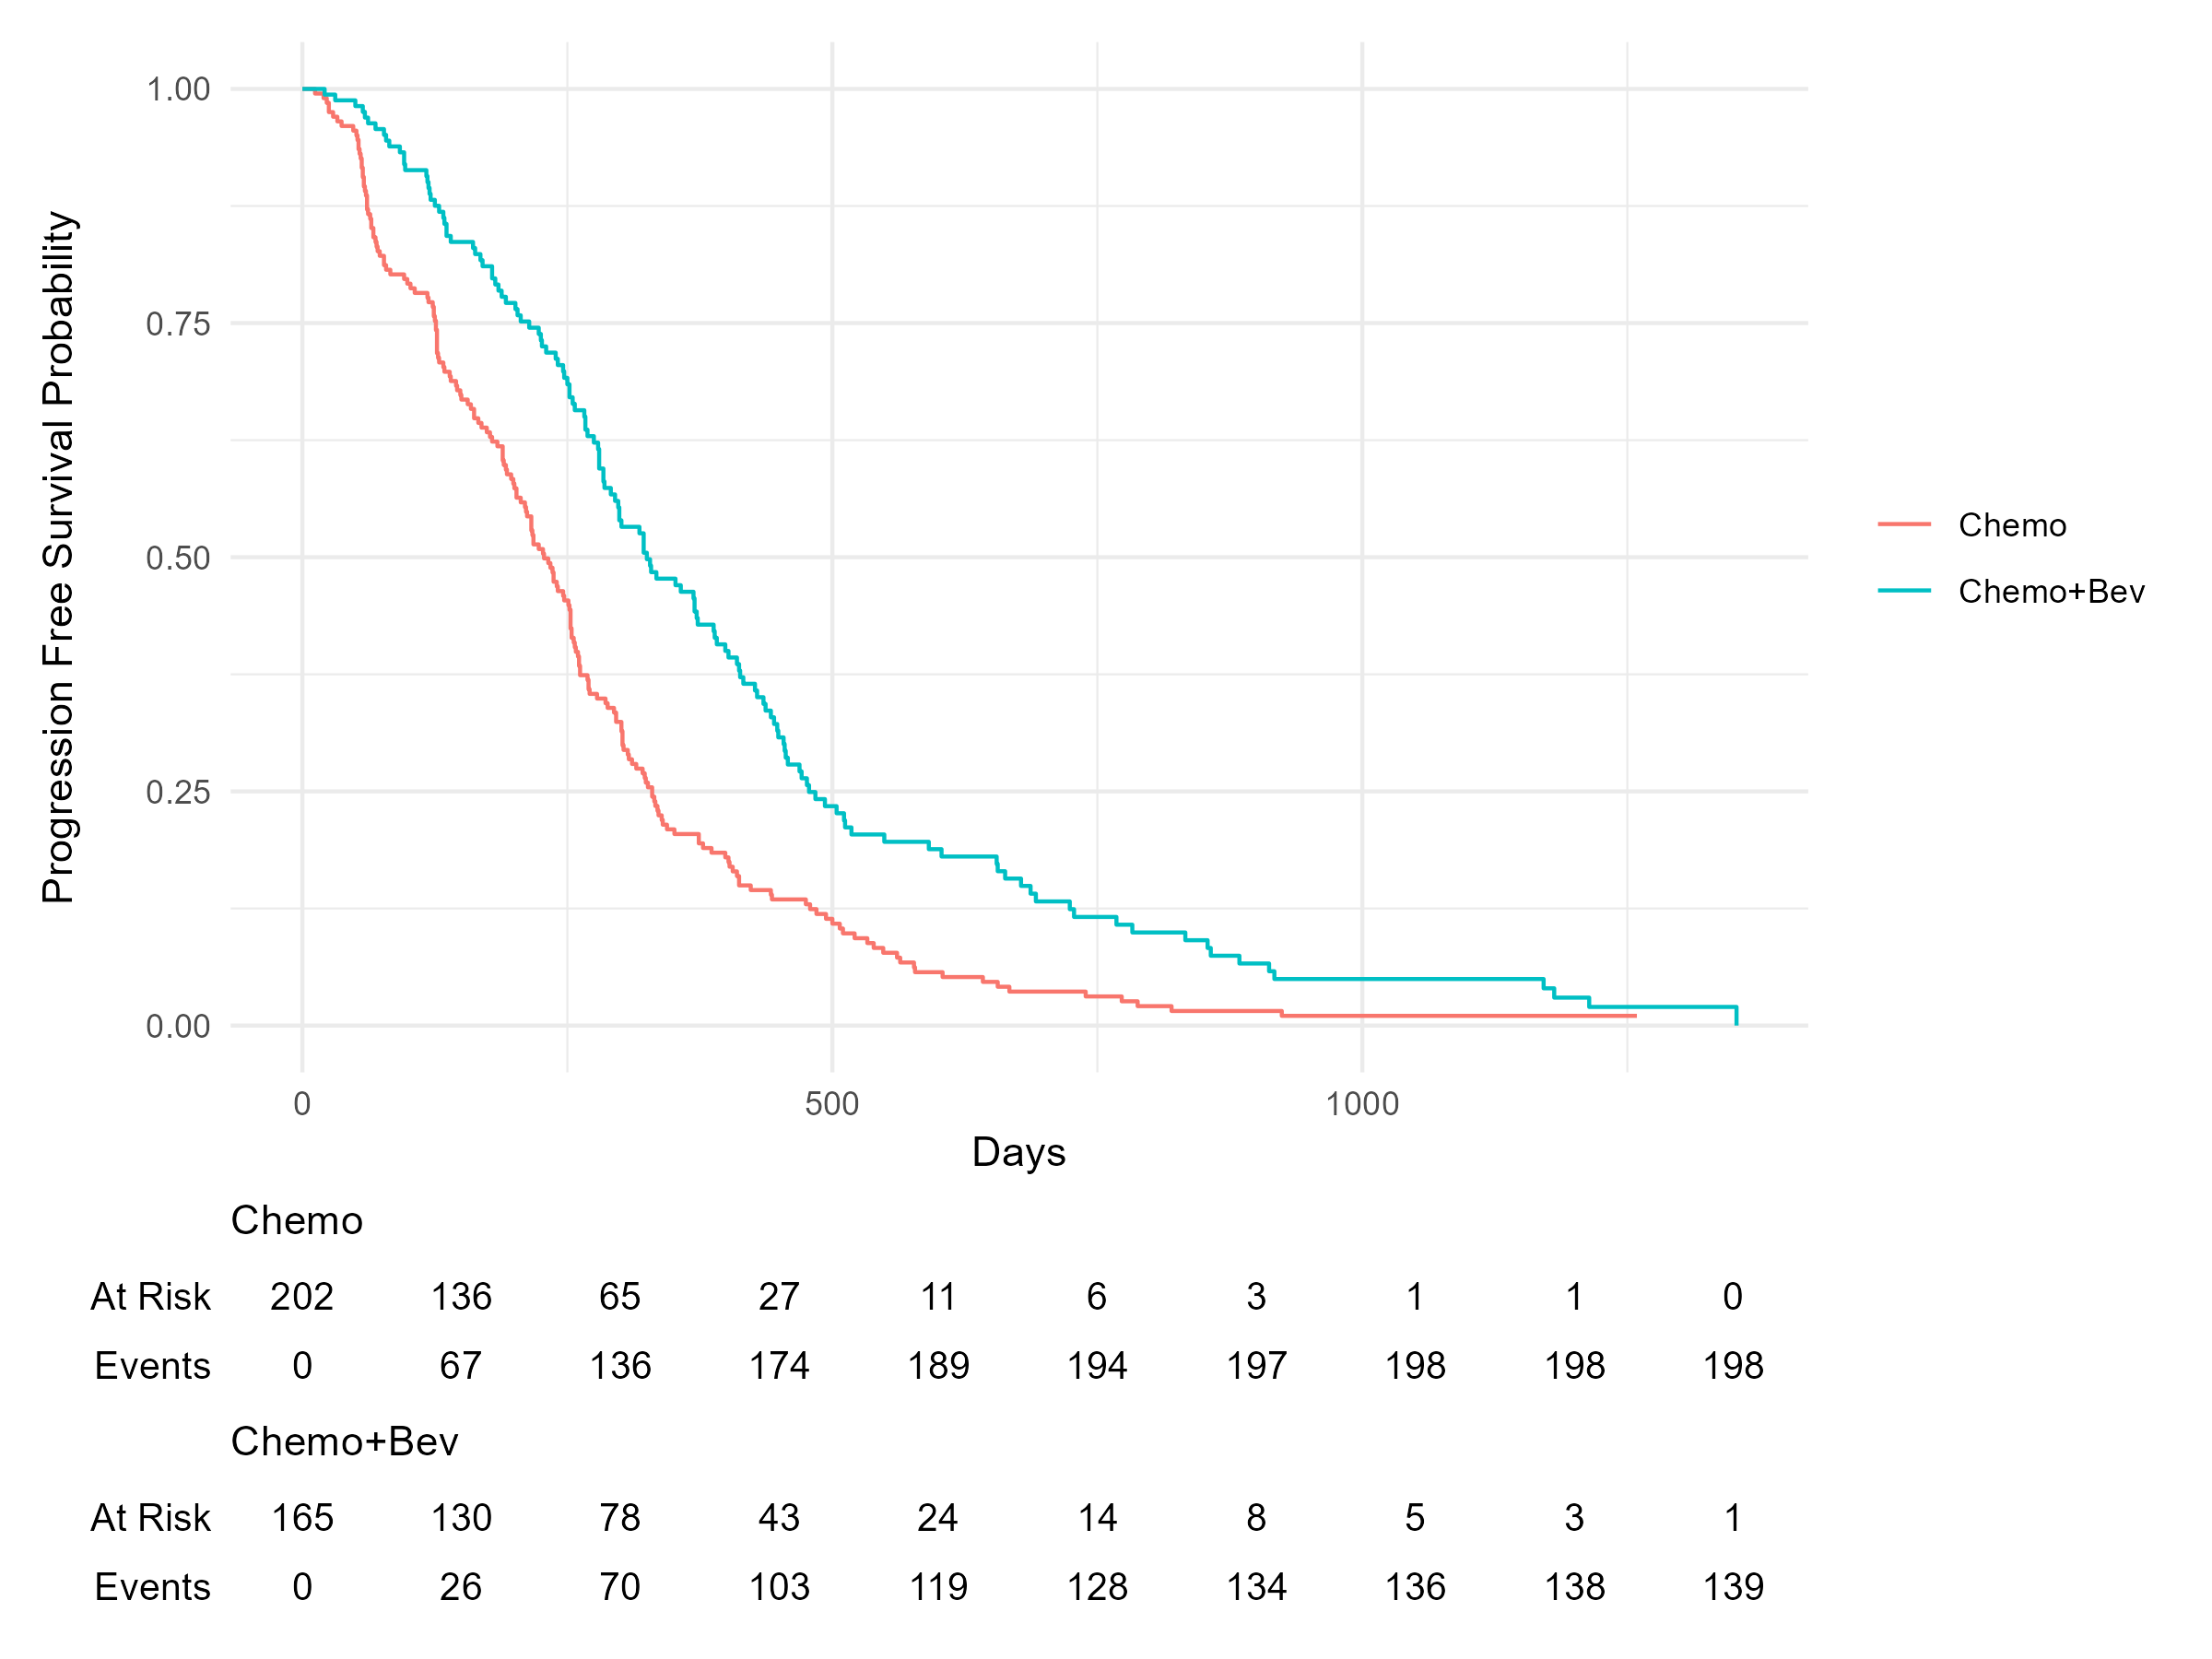 Progression Free Survival Probability
1.00
0.75
0.50
0.25
0.00
0 500 1000
Days
Chemo
Chemo+Bev
Chemo
At Risk 202 136 65 27 11 6 3 1 1 0
Events 0 67 136 174 189 194 197 198 198 198
Chemo+Bev
At Risk 165 130 78 43 24 14 8 5 3 1
Events 0 26 70 103 119 128 134 136 138 139